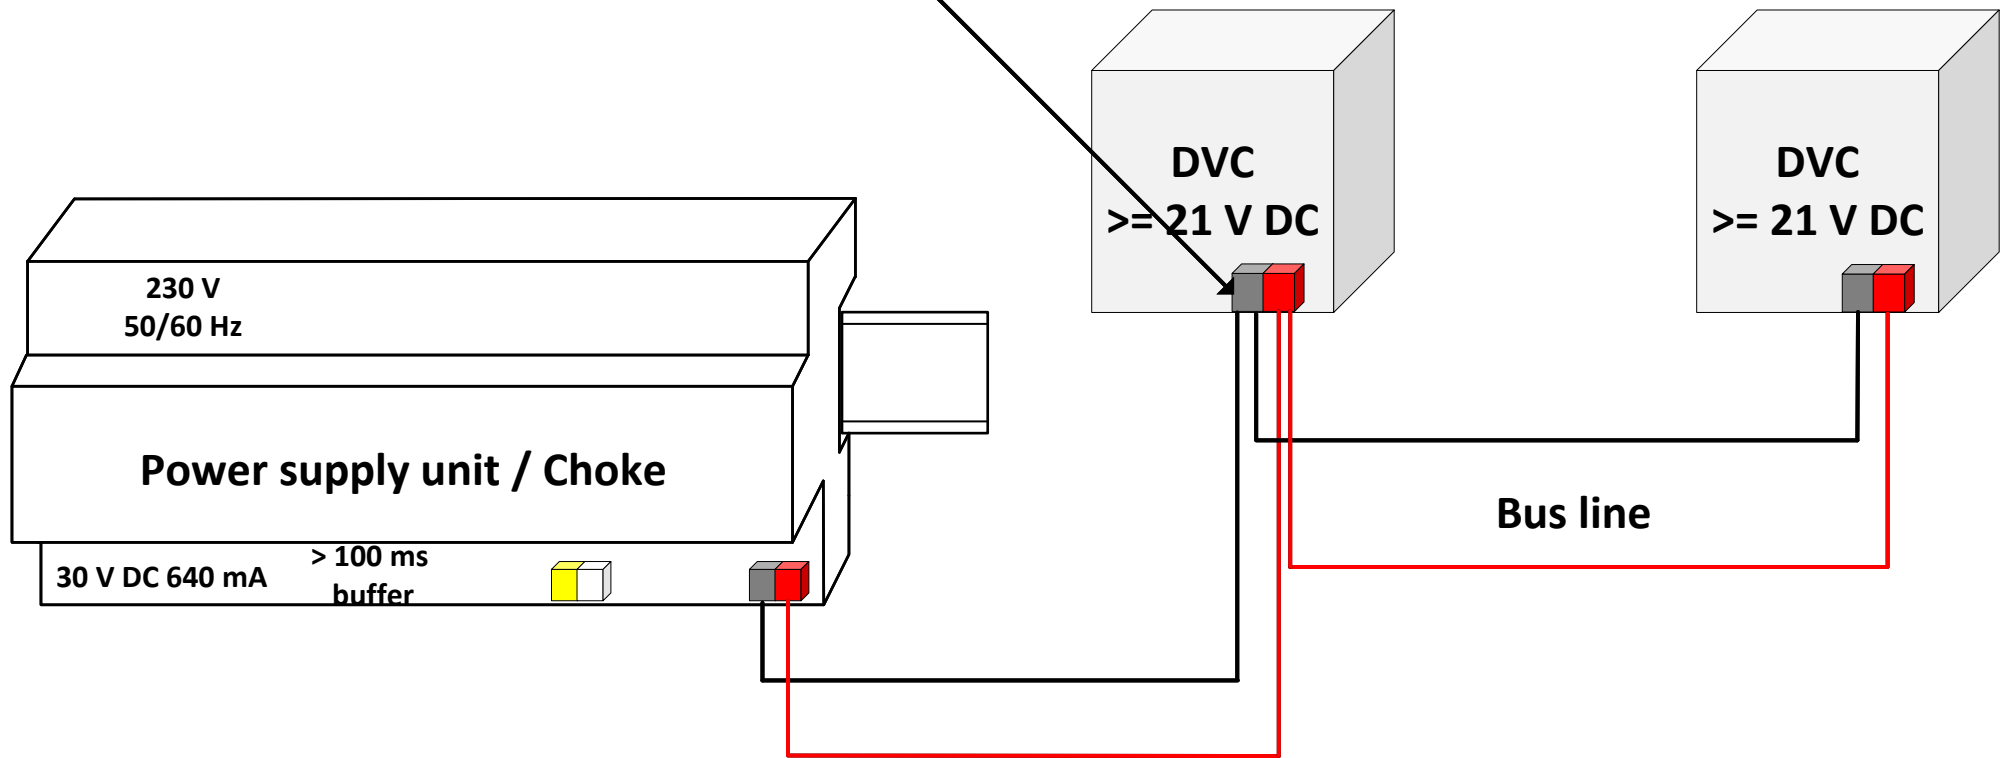 DVC
>= 21 V DC
DVC
>= 21 V DC
230 V
50/60 Hz
Power supply unit / Choke
Bus line
30 V DC 640 mA
> 100 ms
buffer